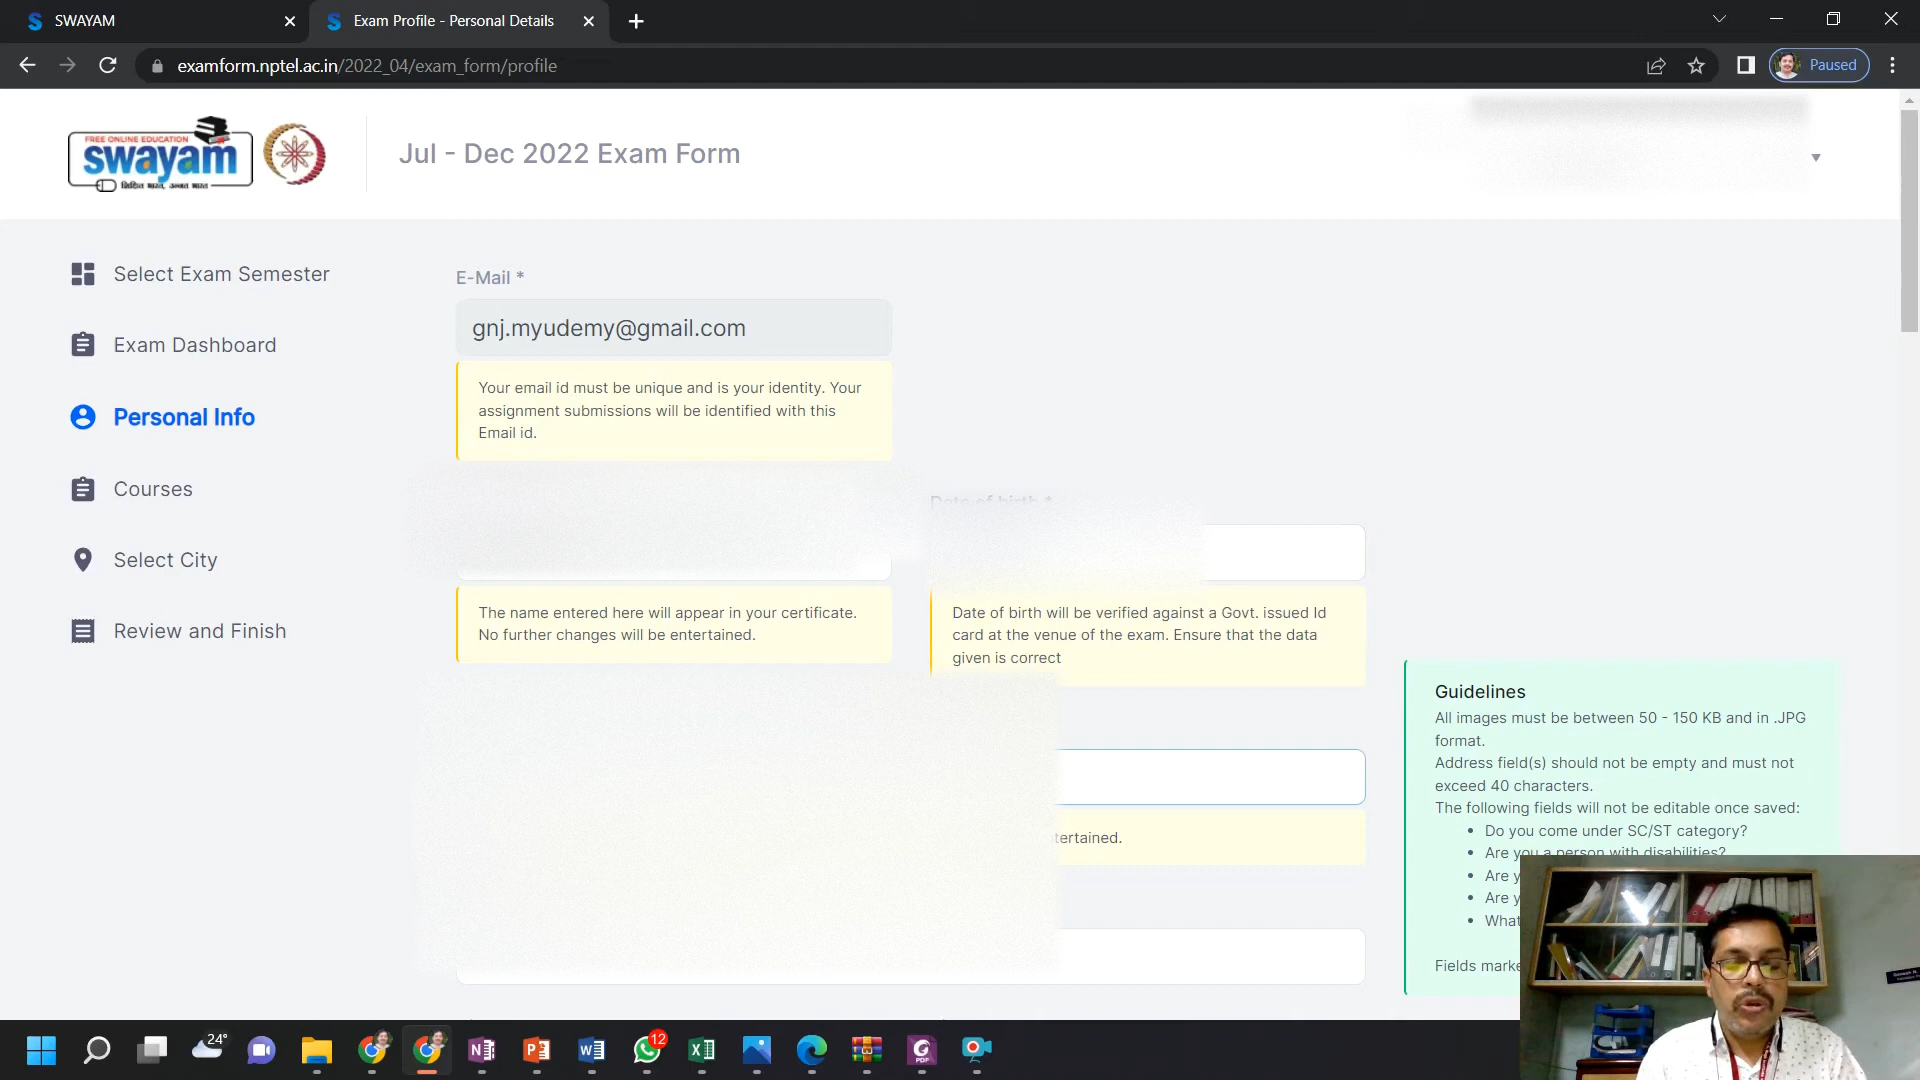 SWAYAM
Exam Profile - Personal Details
examform.nptel.ac.in/2022_04/exam_form/profile
Paused
FREE ONLINE EDUCATION
swayam
शिक्षित भारत, उन्नत भारत
Jul - Dec 2022 Exam Form
Select Exam Semester
Exam Dashboard
Personal Info
Courses
Select City
Review and Finish
E-Mail *
gnj.myudemy@gmail.com
Your email id must be unique and is your identity. Your
assignment submissions will be identified with this
Email id.
Date of birth *
The name entered here will appear in your certificate.
No further changes will be entertained.
Date of birth will be verified against a Govt. issued Id
card at the venue of the exam. Ensure that the data
given is correct
tertained.
Guidelines
All images must be between 50 - 150 KB and in .JPG
format.
Address field(s) should not be empty and must not
exceed 40 characters.
The following fields will not be editable once saved:
• Do you come under SC/ST category?
• Are you a person with disabilities?
• Are y
• Are y
• What
Fields marke
24°
12
PDF